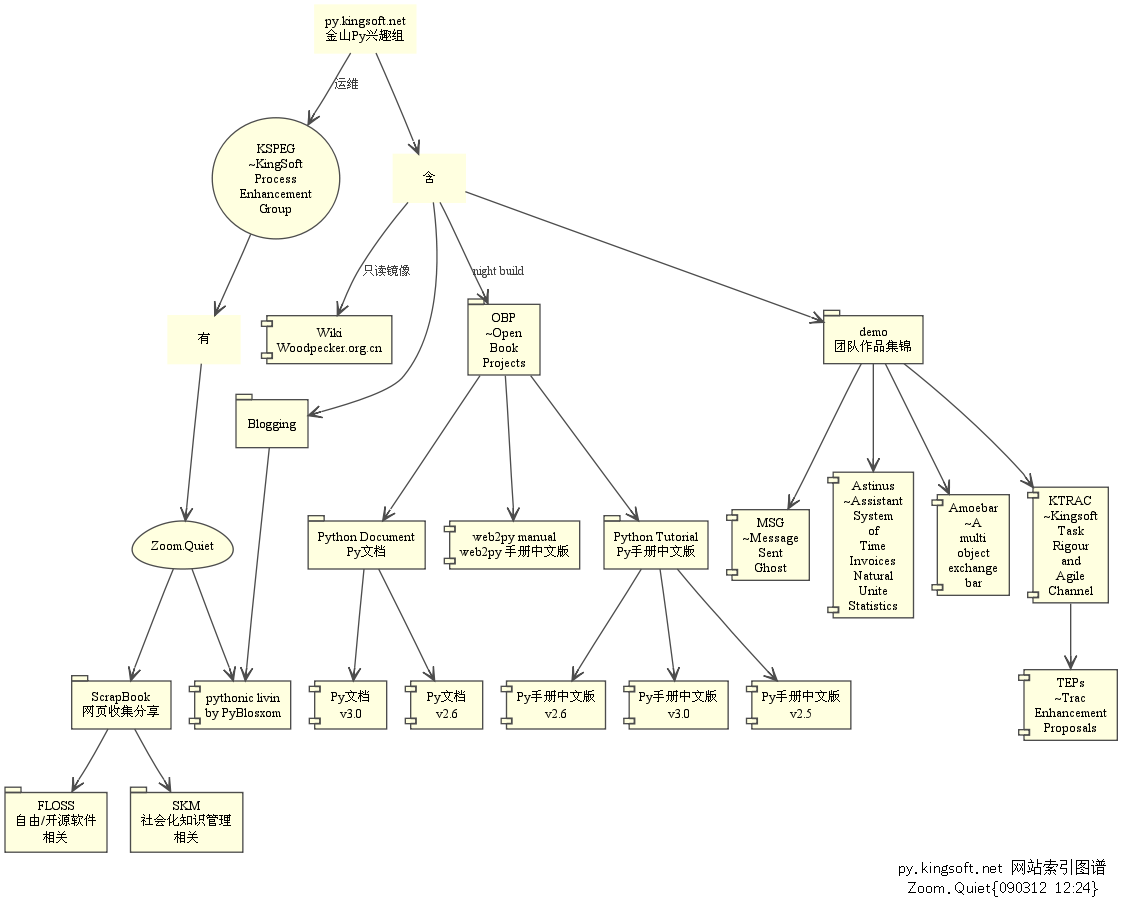 py.kingsoft.net
金山Py兴趣组
运维
KSPEG
~KingSoft
Process
Enhancement
Group
含
只读镜像
night build
有
Wiki
Woodpecker.org.cn
OBP
~Open
Book
Projects
demo
团队作品集锦
Blogging
Zoom.Quiet
Python Document
Py文档
web2py manual
web2py 手册中文版
Python Tutorial
Py手册中文版
MSG
~Message
Sent
Ghost
Astinus
~Assistant
System
of
Time
Invoices
Natural
Unite
Statistics
Amoebar
~A
multi
object
exchange
bar
KTRAC
~Kingsoft
Task
Rigour
and
Agile
Channel
ScrapBook
网页收集分享
pythonic livin
by PyBlosxom
Py文档
v3.0
Py文档
v2.6
Py手册中文版
v2.6
Py手册中文版
v3.0
Py手册中文版
v2.5
TEPs
~Trac
Enhancement
Proposals
FLOSS
自由/开源软件
相关
SKM
社会化知识管理
相关
py.kingsoft.net 网站索引图谱
Zoom.Quiet{090312 12:24}